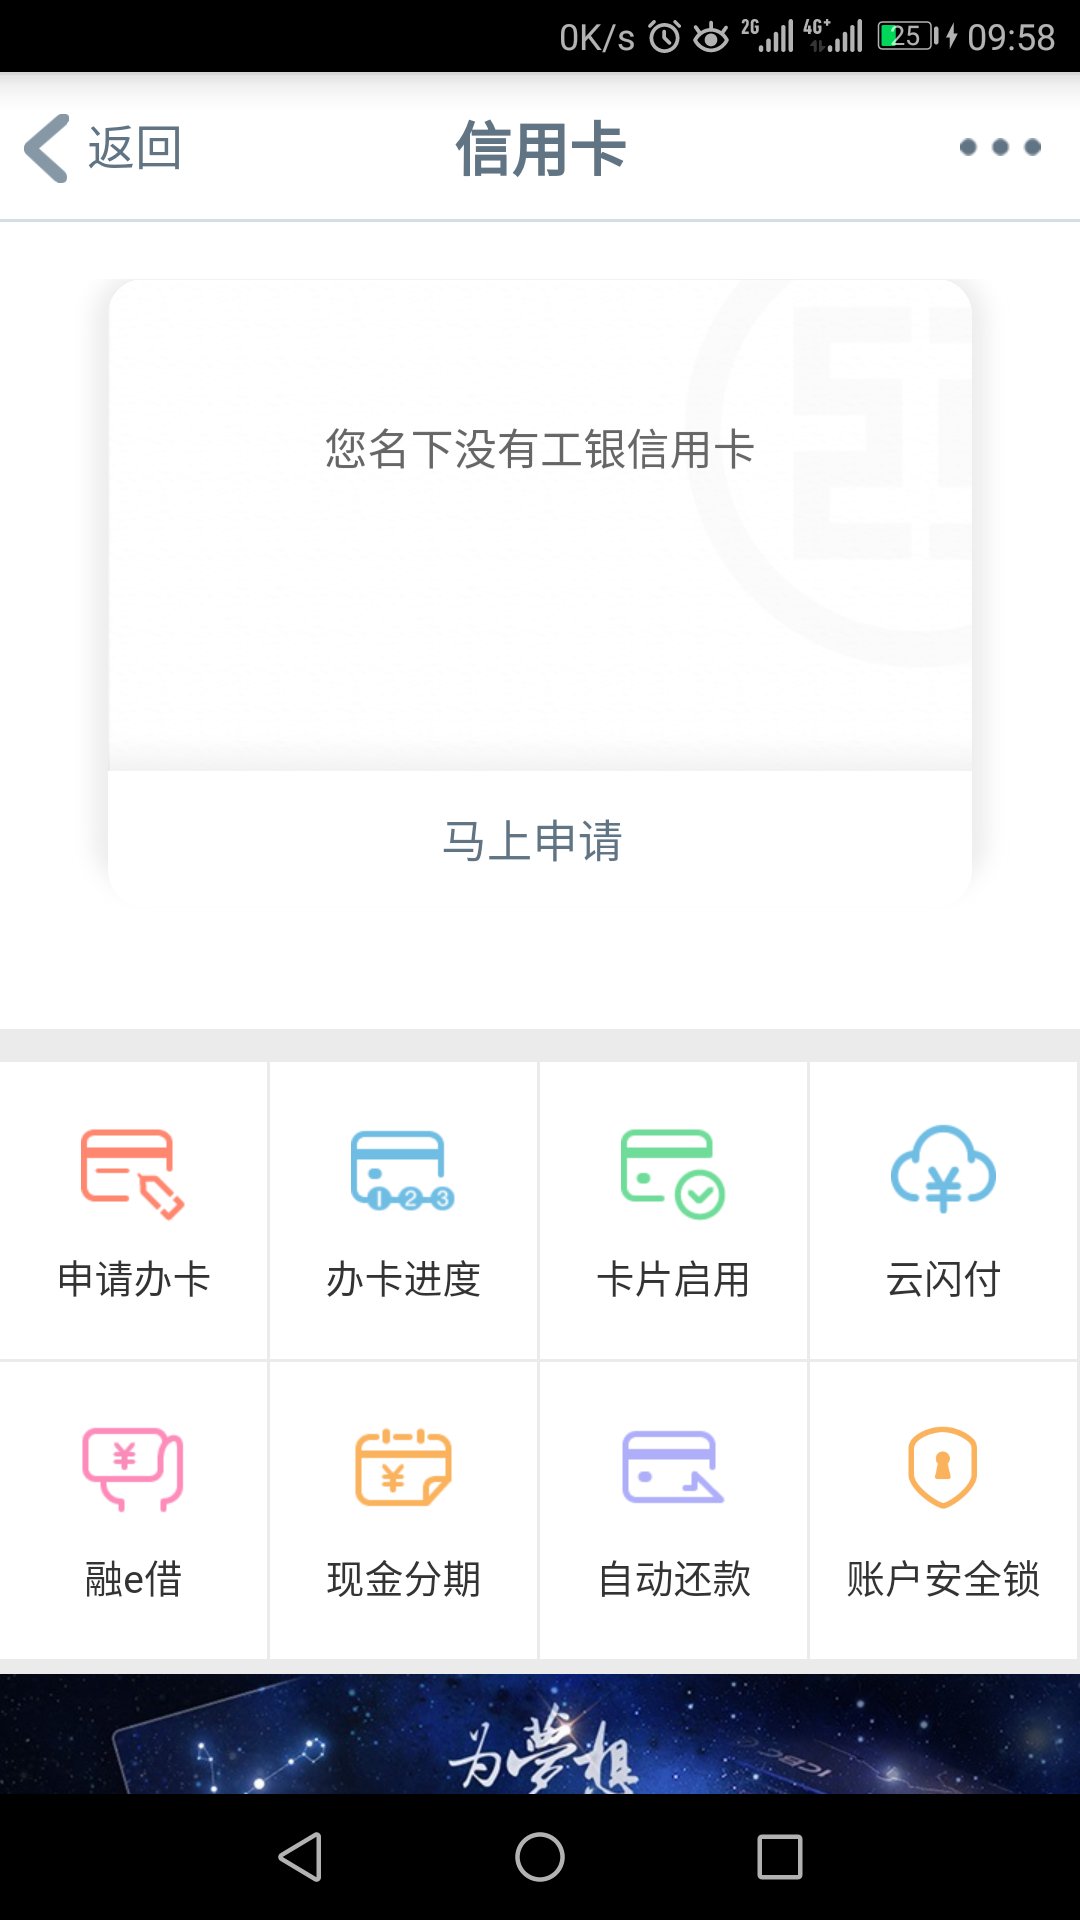 0K/s 2G 4G+ 25 09:58
返回 信用卡
您名下没有工银信用卡
马上申请
申请办卡 办卡进度 卡片启用 云闪付
融e借 现金分期 自动还款 账户安全锁
为夢想
ICBC